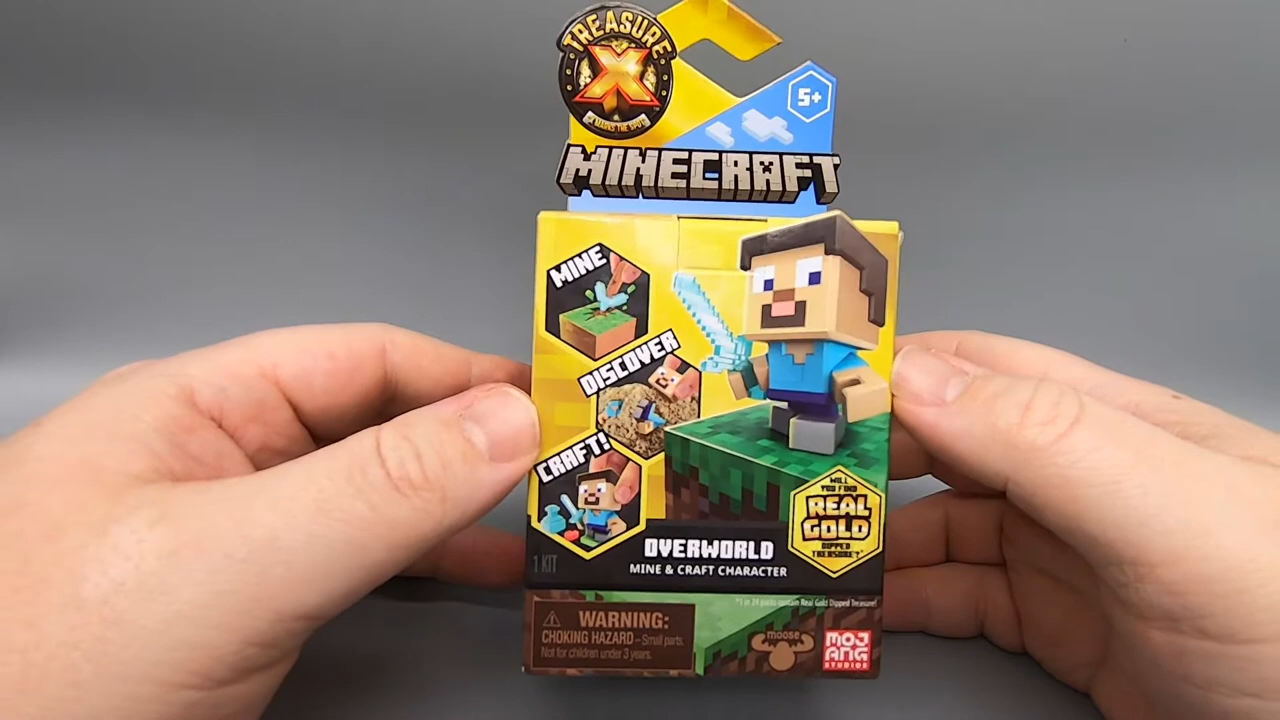 TREASURE
X
X MARKS THE SPOT
5+
MINECRAFT
MINE
DISCOVER
CRAFT!
WILL
YOU FIND
REAL
GOLD
DIPPED
TREASURE?*
OVERWORLD
MINE & CRAFT CHARACTER
1 KIT
*1 in 24 packs contain Real Gold Dipped Treasure!
WARNING:
CHOKING HAZARD – Small parts.
Not for children under 3 years.
moose
MOJ
ANG
STUDIOS